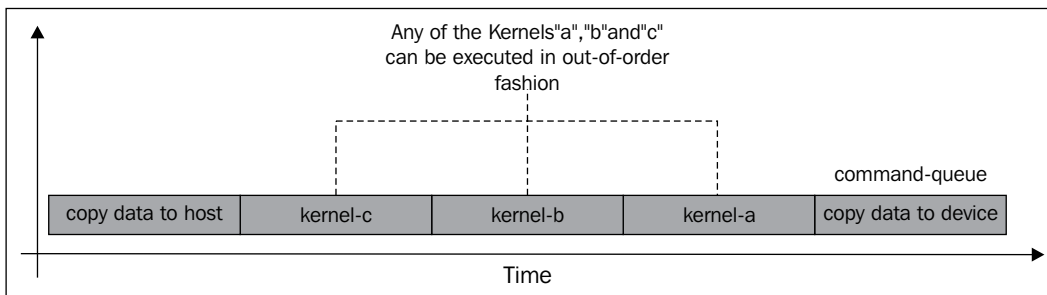 Any of the Kernels"a","b"and"c"
can be executed in out-of-order
fashion
command-queue
copy data to host
kernel-c
kernel-b
kernel-a
copy data to device
Time